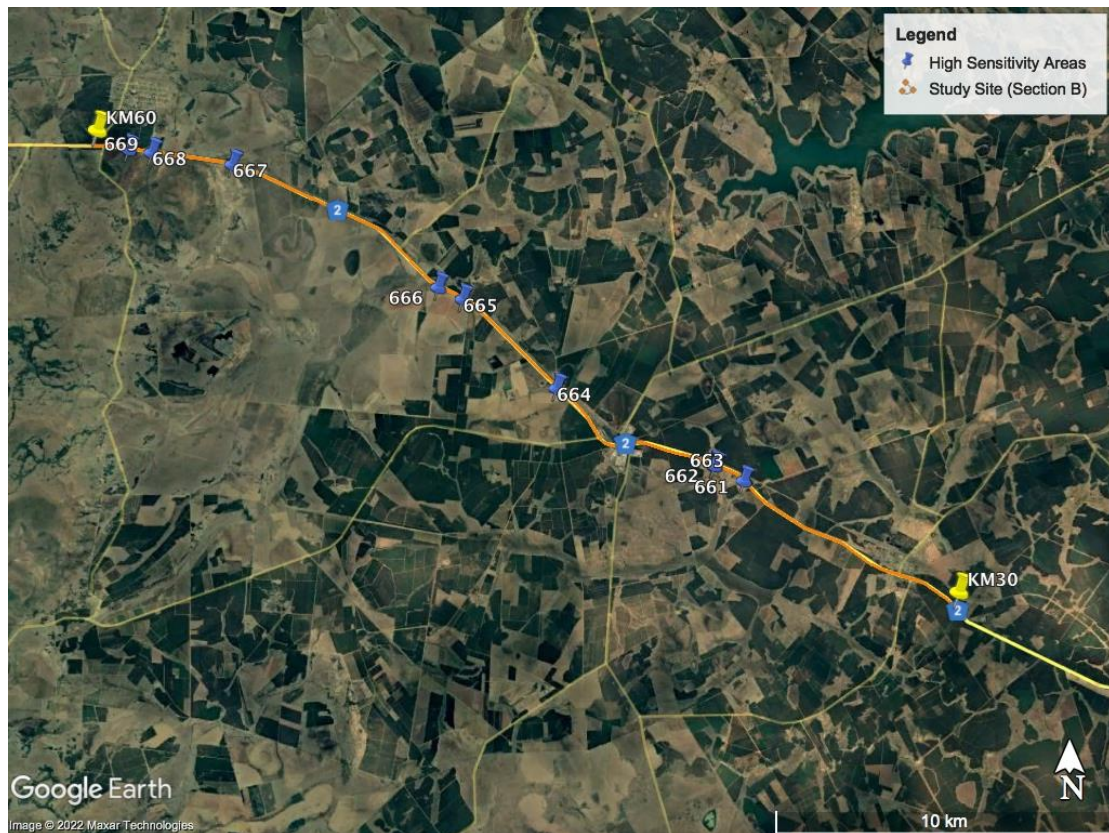 Legend
High Sensitivity Areas
Study Site (Section B)
KM60
669
668
667
2
666
665
664
2
663
662
661
KM30
2
Google Earth
N
Image © 2022 Maxar Technologies
10 km